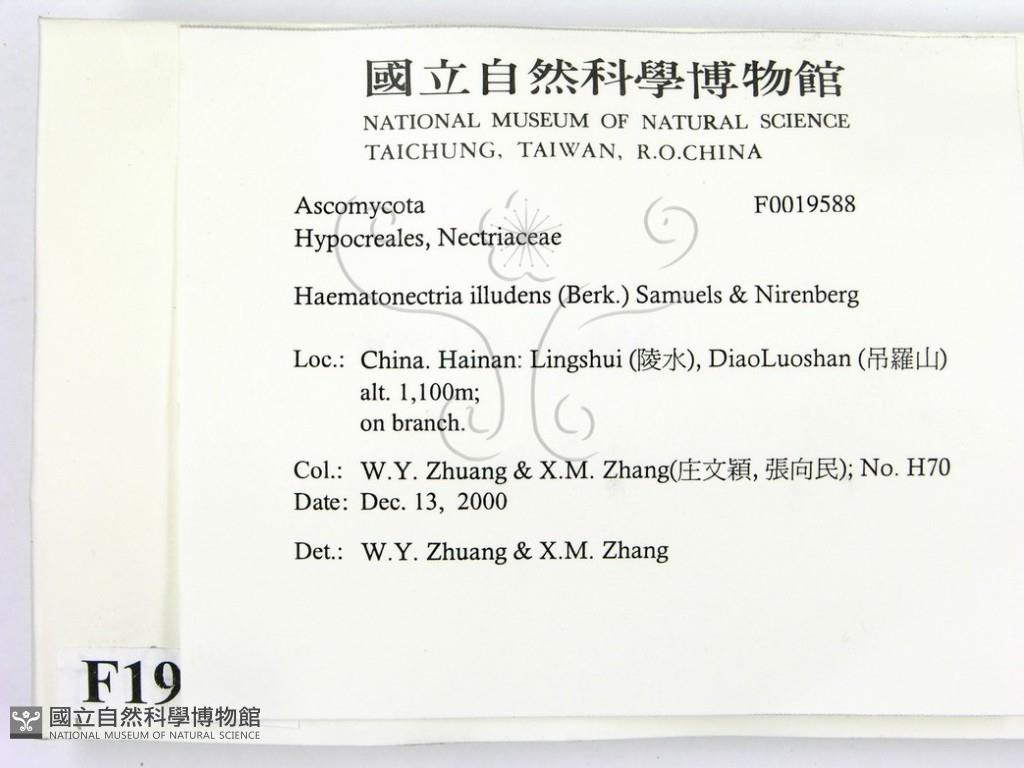 國立自然科學博物館
NATIONAL MUSEUM OF NATURAL SCIENCE
TAICHUNG, TAIWAN, R.O.CHINA
Ascomycota F0019588
Hypocreales, Nectriaceae
Haematonectria illudens (Berk.) Samuels & Nirenberg
Loc.: China. Hainan: Lingshui (陵水), DiaoLuoshan (吊羅山)
alt. 1,100m;
on branch.
Col.: W.Y. Zhuang & X.M. Zhang(庄文穎, 張向民); No. H70
Date: Dec. 13, 2000
Det.: W.Y. Zhuang & X.M. Zhang
F19
國立自然科學博物館
NATIONAL MUSEUM OF NATURAL SCIENCE